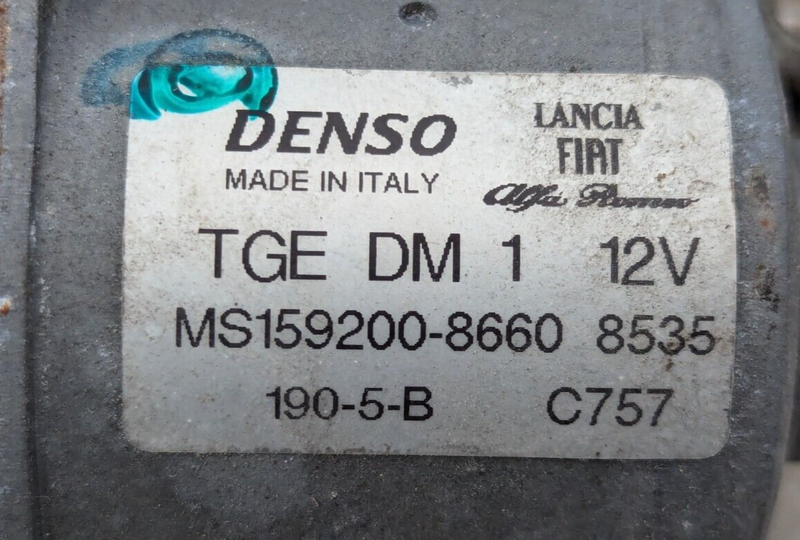 DENSO
MADE IN ITALY
LANCIA
FIAT
Alfa Romeo
TGE DM 1 12V
MS159200-8660 8535
190-5-B C757